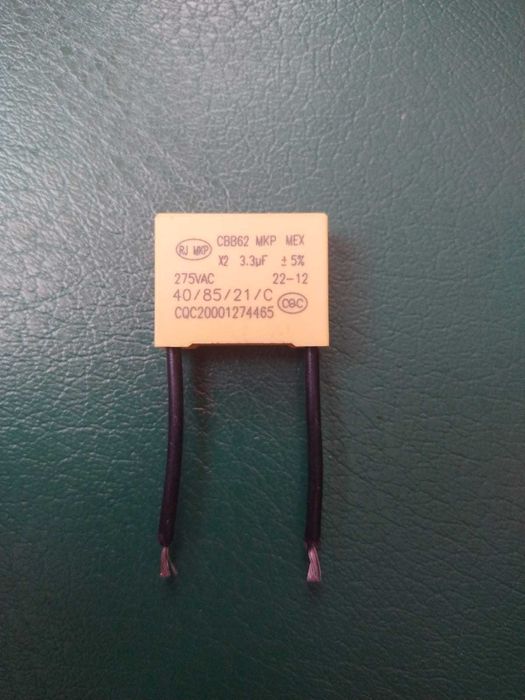 RJ MKP
CBB62 MKP MEX
X2 3.3µF ±5%
275VAC 22-12
40/85/21/C
CQC
CQC20001274465